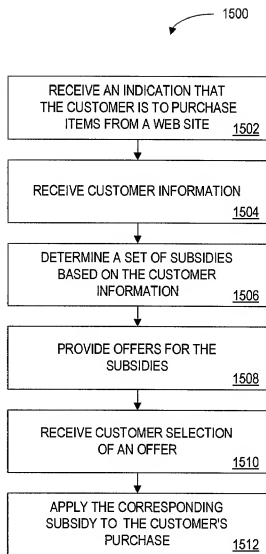 1500
RECEIVE AN INDICATION THAT
THE CUSTOMER IS TO PURCHASE
ITEMS FROM A WEB SITE
1502
RECEIVE CUSTOMER INFORMATION
1504
DETERMINE A SET OF SUBSIDIES
BASED ON THE CUSTOMER
INFORMATION
1506
PROVIDE OFFERS FOR THE
SUBSIDIES
1508
RECEIVE CUSTOMER SELECTION
OF AN OFFER
1510
APPLY THE CORRESPONDING
SUBSIDY TO THE CUSTOMER'S
PURCHASE
1512